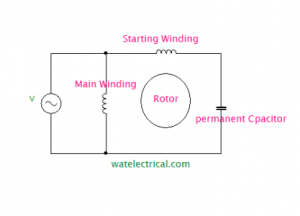 Starting Winding
Main Winding
Rotor
V
permanent Cpacitor
watelectrical.com